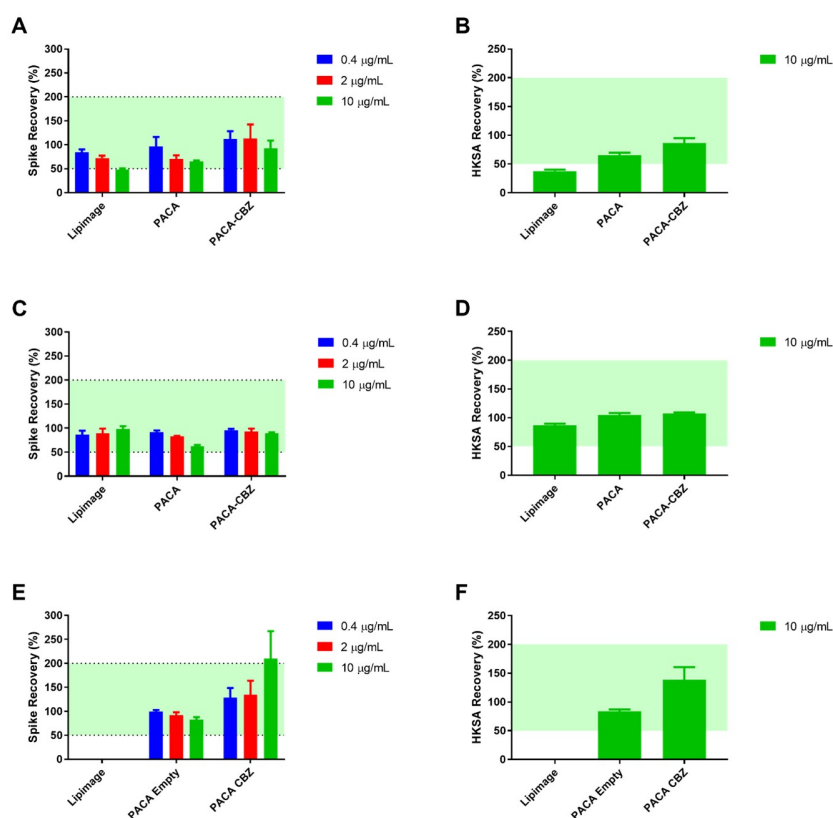 A
Spike Recovery (%)
300
250
200
150
100
50
0
Lipimage
PACA
PACA-CBZ
0.4 μg/mL
2 μg/mL
10 μg/mL
B
HKSA Recovery (%)
250
200
150
100
50
0
Lipimage
PACA
PACA-CBZ
10 μg/mL
C
Spike Recovery (%)
300
250
200
150
100
50
0
Lipimage
PACA
PACA-CBZ
0.4 μg/mL
2 μg/mL
10 μg/mL
D
HKSA Recovery (%)
250
200
150
100
50
0
Lipimage
PACA
PACA-CBZ
10 μg/mL
E
Spike Recovery (%)
300
250
200
150
100
50
0
Lipimage
PACA Empty
PACA CBZ
0.4 μg/mL
2 μg/mL
10 μg/mL
F
HKSA Recovery (%)
250
200
150
100
50
0
Lipimage
PACA Empty
PACA CBZ
10 μg/mL